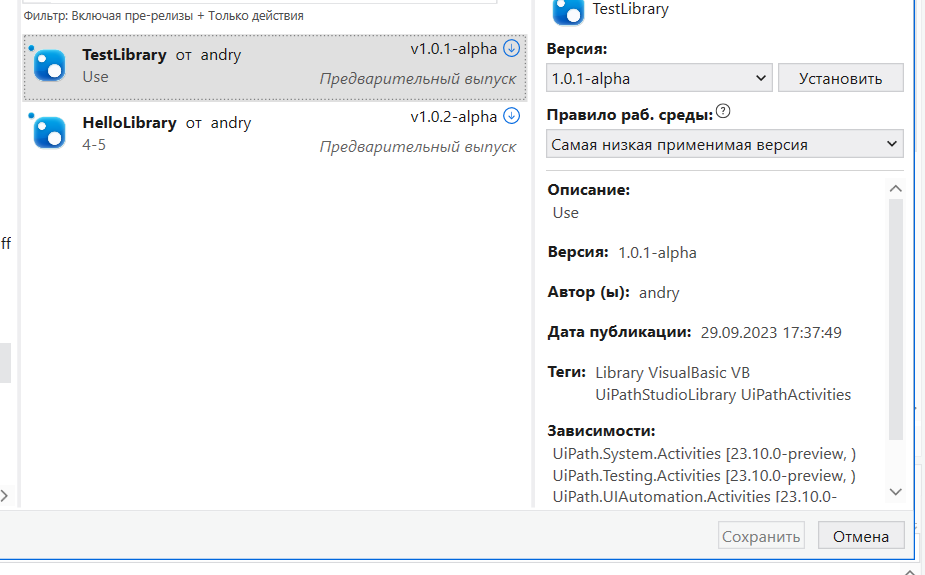 Фильтр: Включая пре-релизы + Только действия
TestLibrary от andry
v1.0.1-alpha
Use
Предварительный выпуск
HelloLibrary от andry
v1.0.2-alpha
4-5
Предварительный выпуск
ff
TestLibrary
Версия:
1.0.1-alpha
Установить
Правило раб. среды: ?
Самая низкая применимая версия
Описание:
Use
Версия: 1.0.1-alpha
Автор (ы): andry
Дата публикации: 29.09.2023 17:37:49
Теги: Library VisualBasic VB
UiPathStudioLibrary UiPathActivities
Зависимости:
UiPath.System.Activities [23.10.0-preview, )
UiPath.Testing.Activities [23.10.0-preview, )
UiPath.UIAutomation.Activities [23.10.0-
Сохранить
Отмена